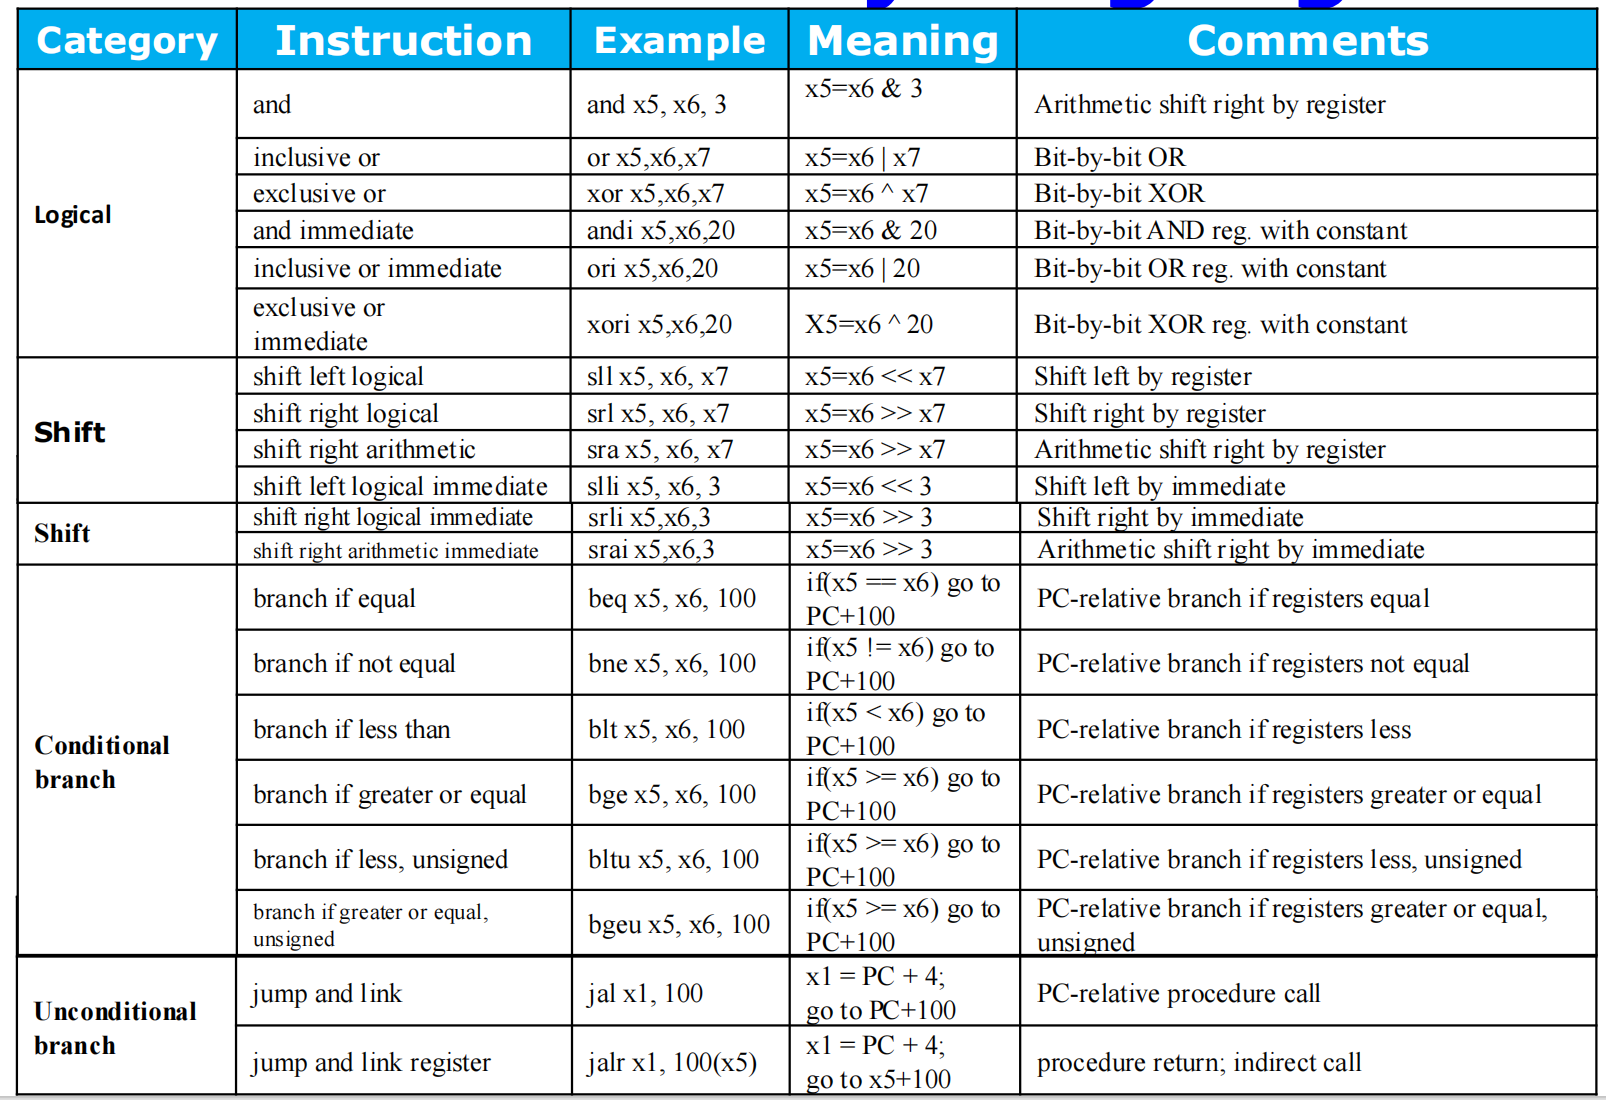 Category Instruction Example Meaning Comments
Logical
and and x5, x6, 3 x5=x6 & 3 Arithmetic shift right by register
inclusive or or x5,x6,x7 x5=x6 | x7 Bit-by-bit OR
exclusive or xor x5,x6,x7 x5=x6 ^ x7 Bit-by-bit XOR
and immediate andi x5,x6,20 x5=x6 & 20 Bit-by-bit AND reg. with constant
inclusive or immediate ori x5,x6,20 x5=x6 | 20 Bit-by-bit OR reg. with constant
exclusive or
immediate xori x5,x6,20 X5=x6 ^ 20 Bit-by-bit XOR reg. with constant
Shift
shift left logical sll x5, x6, x7 x5=x6 << x7 Shift left by register
shift right logical srl x5, x6, x7 x5=x6 >> x7 Shift right by register
shift right arithmetic sra x5, x6, x7 x5=x6 >> x7 Arithmetic shift right by register
shift left logical immediate slli x5, x6, 3 x5=x6 << 3 Shift left by immediate
Shift
shift right logical immediate srli x5,x6,3 x5=x6 >> 3 Shift right by immediate
shift right arithmetic immediate srai x5,x6,3 x5=x6 >> 3 Arithmetic shift right by immediate
Conditional
branch
branch if equal beq x5, x6, 100 if(x5 == x6) go to
PC+100 PC-relative branch if registers equal
branch if not equal bne x5, x6, 100 if(x5 != x6) go to
PC+100 PC-relative branch if registers not equal
branch if less than blt x5, x6, 100 if(x5 < x6) go to
PC+100 PC-relative branch if registers less
branch if greater or equal bge x5, x6, 100 if(x5 >= x6) go to
PC+100 PC-relative branch if registers greater or equal
branch if less, unsigned bltu x5, x6, 100 if(x5 >= x6) go to
PC+100 PC-relative branch if registers less, unsigned
branch if greater or equal,
unsigned bgeu x5, x6, 100 if(x5 >= x6) go to
PC+100 PC-relative branch if registers greater or equal,
unsigned
Unconditional
branch
jump and link jal x1, 100 x1 = PC + 4;
go to PC+100 PC-relative procedure call
jump and link register jalr x1, 100(x5) x1 = PC + 4;
go to x5+100 procedure return; indirect call